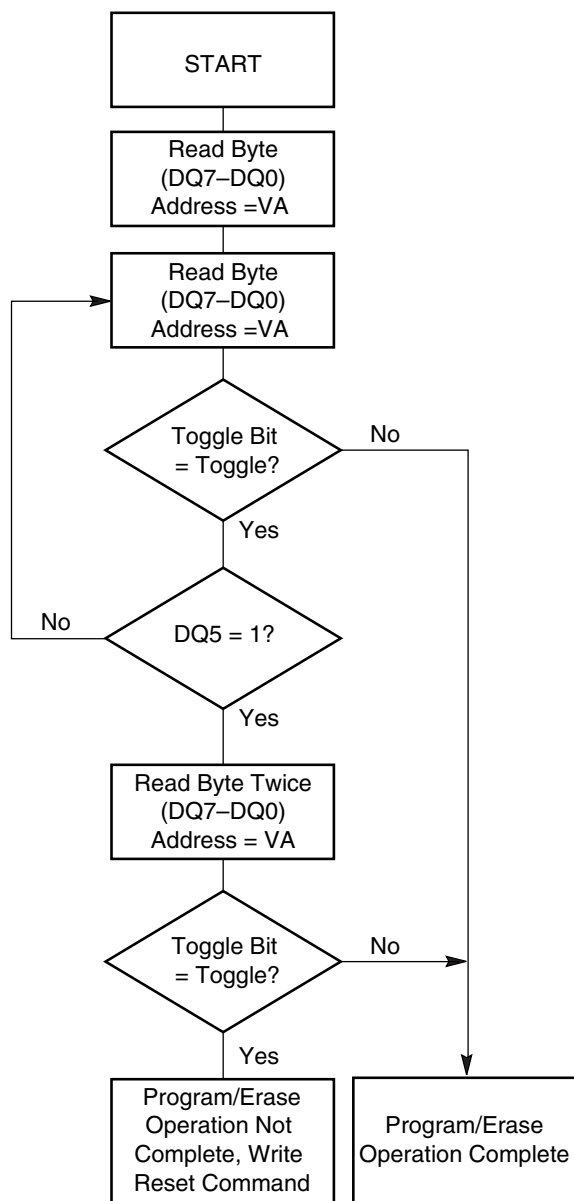 START
Read Byte
(DQ7–DQ0)
Address =VA
Read Byte
(DQ7–DQ0)
Address =VA
Toggle Bit
= Toggle?
No
Yes
No
DQ5 = 1?
Yes
Read Byte Twice
(DQ7–DQ0)
Address = VA
Toggle Bit
= Toggle?
No
Yes
Program/Erase
Operation Not
Complete, Write
Reset Command
Program/Erase
Operation Complete